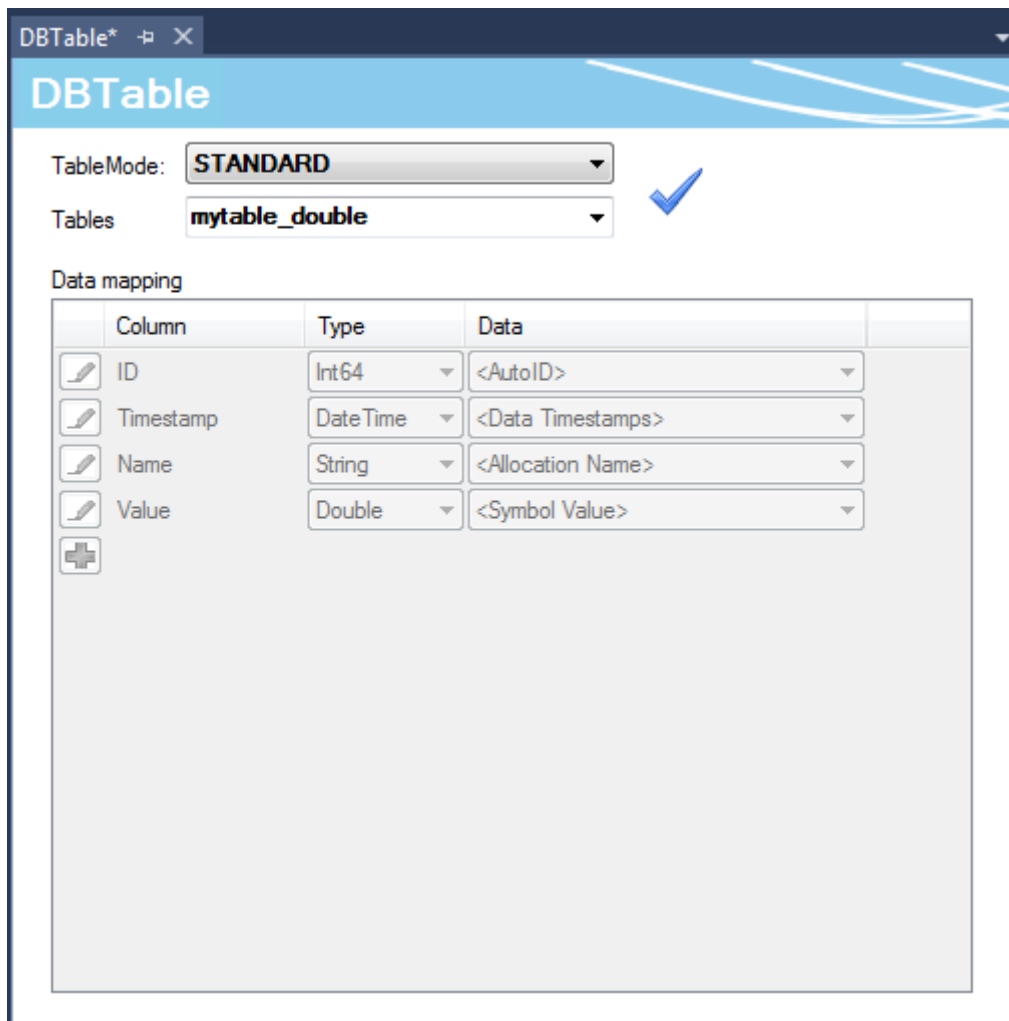 DBTable*
DBTable
TableMode: STANDARD
Tables mytable_double
Data mapping
Column Type Data
ID Int64 <AutoID>
Timestamp DateTime <Data Timestamps>
Name String <Allocation Name>
Value Double <Symbol Value>